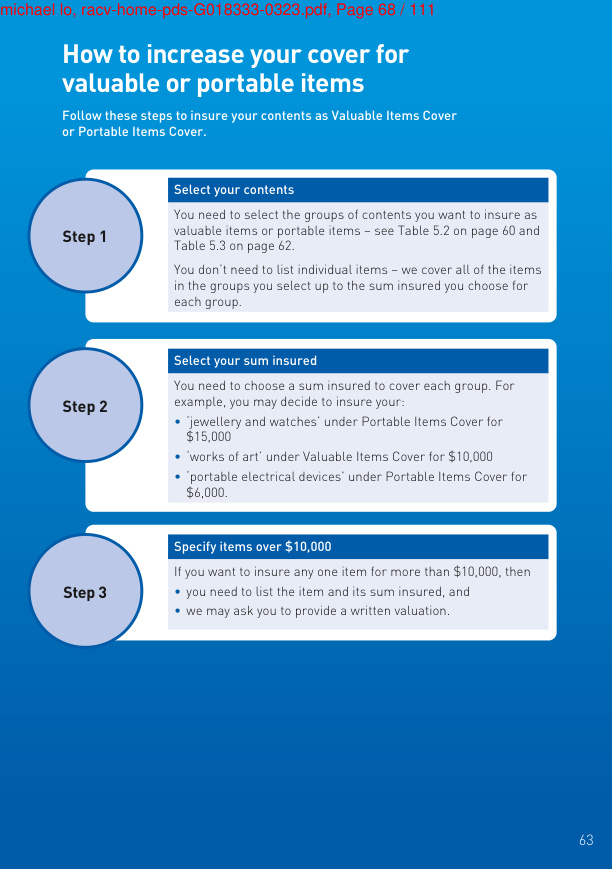 michael lo, racv-home-pds-G018333-0323.pdf, Page 68 / 111
How to increase your cover for
valuable or portable items
Follow these steps to insure your contents as Valuable Items Cover
or Portable Items Cover.
Step 1
Select your contents
You need to select the groups of contents you want to insure as
valuable items or portable items – see Table 5.2 on page 60 and
Table 5.3 on page 62.
You don't need to list individual items – we cover all of the items
in the groups you select up to the sum insured you choose for
each group.
Step 2
Select your sum insured
You need to choose a sum insured to cover each group. For
example, you may decide to insure your:
• 'jewellery and watches' under Portable Items Cover for
$15,000
• 'works of art' under Valuable Items Cover for $10,000
• 'portable electrical devices' under Portable Items Cover for
$6,000.
Step 3
Specify items over $10,000
If you want to insure any one item for more than $10,000, then
• you need to list the item and its sum insured, and
• we may ask you to provide a written valuation.
63